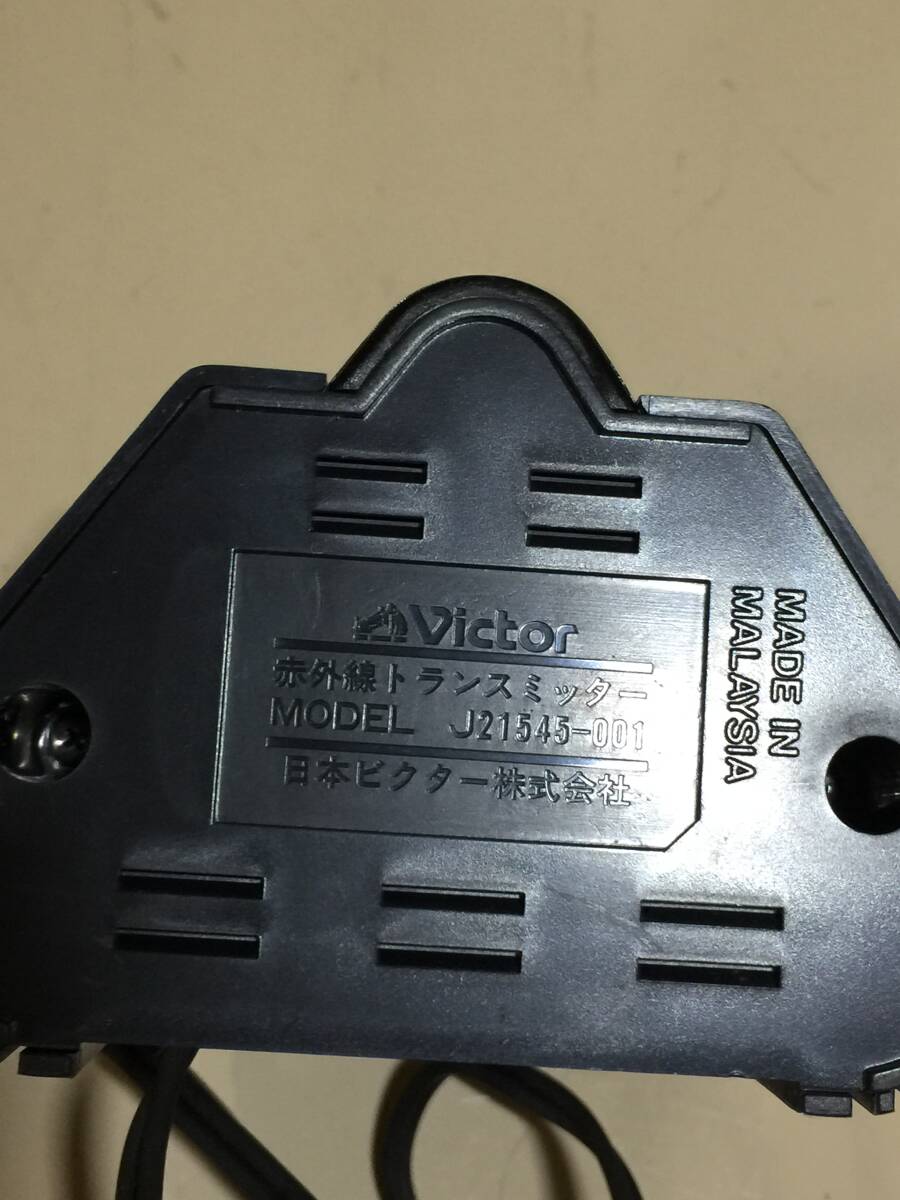 Victor
赤外線トランスミッター
MODEL J21545-001
日本ビクター株式会社
MADE IN
MALAYSIA